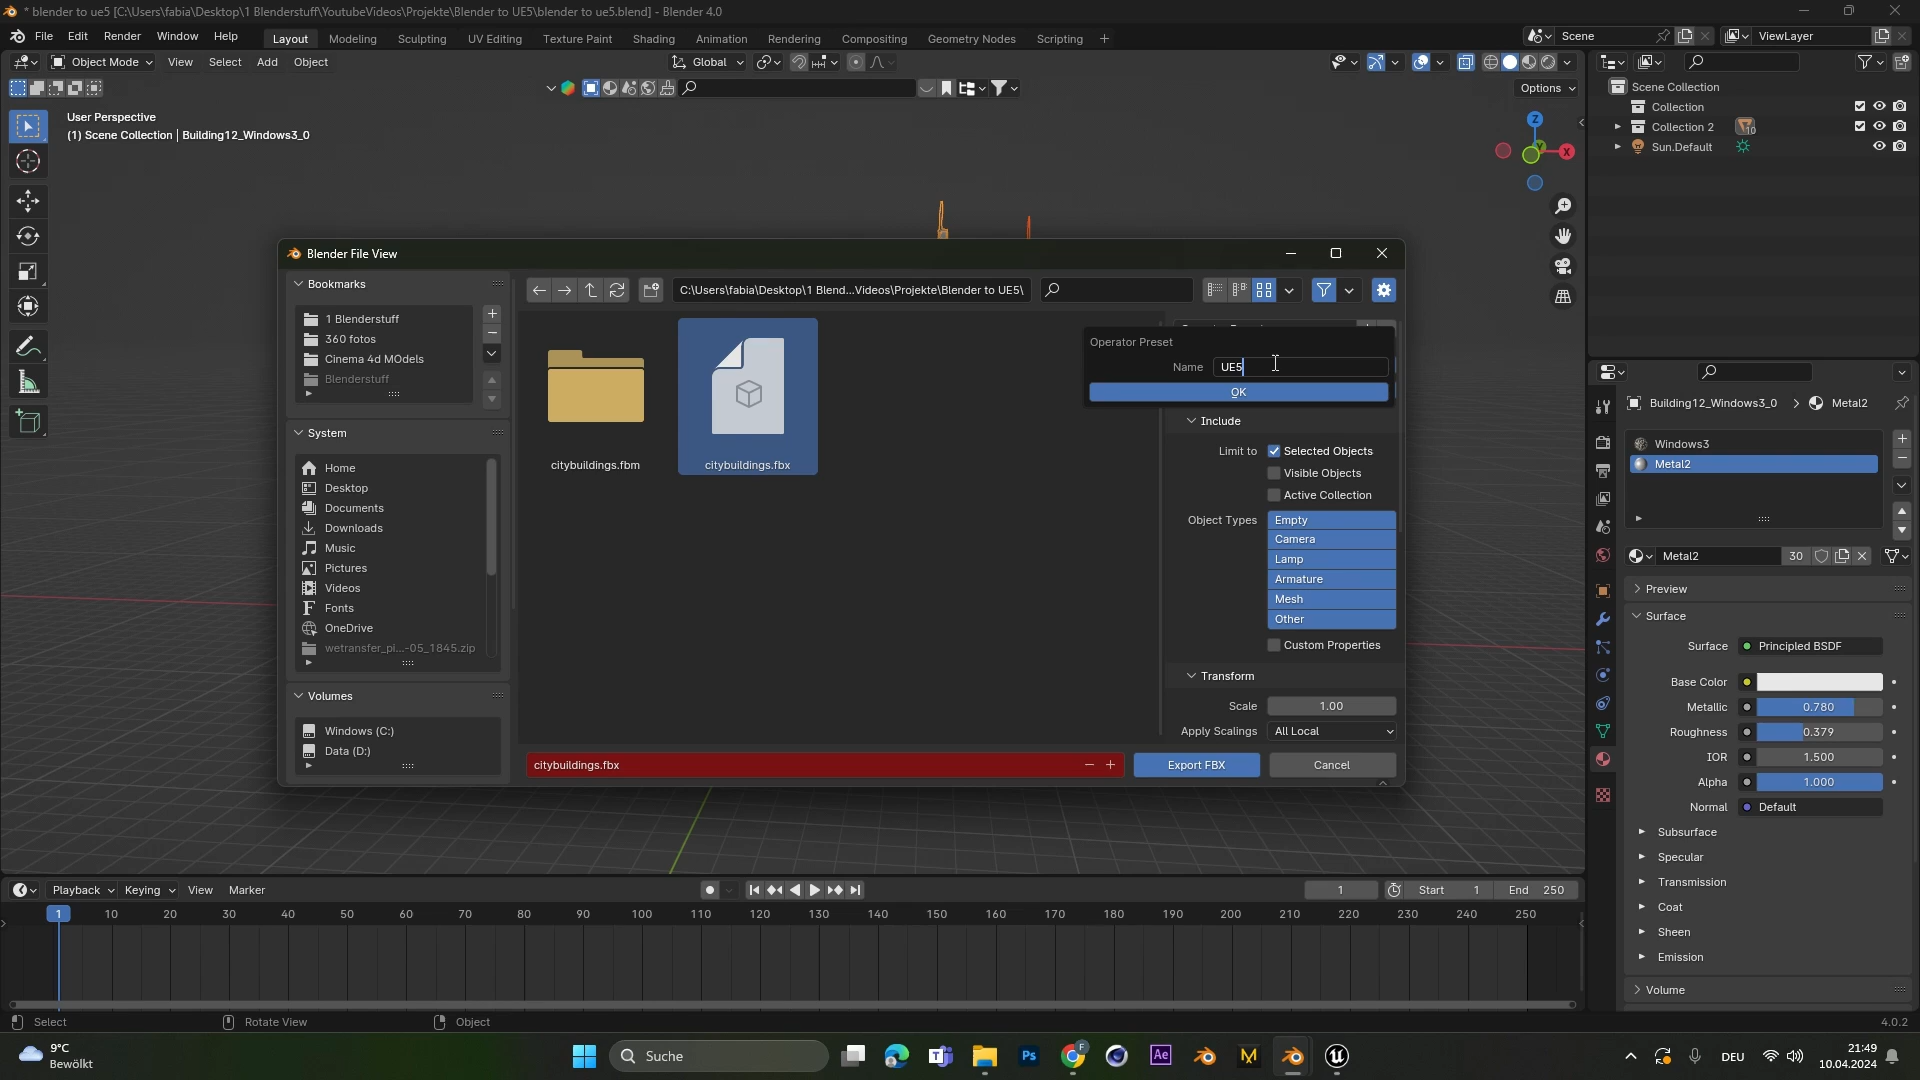 * blender to ue5 [C:\Users\fabia\Desktop\1 Blenderstuff\YoutubeVideos\Projekte\Blender to UE5\blender to ue5.blend] - Blender 4.0
File Edit Render Window Help
Layout Modeling Sculpting UV Editing Texture Paint Shading Animation Rendering Compositing Geometry Nodes Scripting +
Scene ViewLayer
Object Mode View Select Add Object
Global
Options
User Perspective
(1) Scene Collection | Building12_Windows3_0
Z
X
Scene Collection
Collection
Collection 2 10
Sun.Default
Blender File View
Bookmarks
1 Blenderstuff
360 fotos
Cinema 4d MOdels
Blenderstuff
System
Home
Desktop
Documents
Downloads
Music
Pictures
Videos
Fonts
OneDrive
wetransfer_pi...-05_1845.zip
Volumes
Windows (C:)
Data (D:)
C:\Users\fabia\Desktop\1 Blend...Videos\Projekte\Blender to UE5\
citybuildings.fbm
citybuildings.fbx
Operator Preset
Name UE5
OK
Include
Limit to Selected Objects
Visible Objects
Active Collection
Object Types Empty
Camera
Lamp
Armature
Mesh
Other
Custom Properties
Transform
Scale 1.00
Apply Scalings All Local
citybuildings.fbx
Export FBX Cancel
Building12_Windows3_0 > Metal2
Windows3
Metal2
Metal2 30
Preview
Surface
Surface Principled BSDF
Base Color
Metallic 0.780
Roughness 0.379
IOR 1.500
Alpha 1.000
Normal Default
Subsurface
Specular
Transmission
Coat
Sheen
Emission
Volume
Playback Keying View Marker
1 Start 1 End 250
1 10 20 30 40 50 60 70 80 90 100 110 120 130 140 150 160 170 180 190 200 210 220 230 240 250
Select Rotate View Object
4.0.2
9°C
Bewölkt
Suche
Ps
F
Ae
M
DEU
21:49
10.04.2024